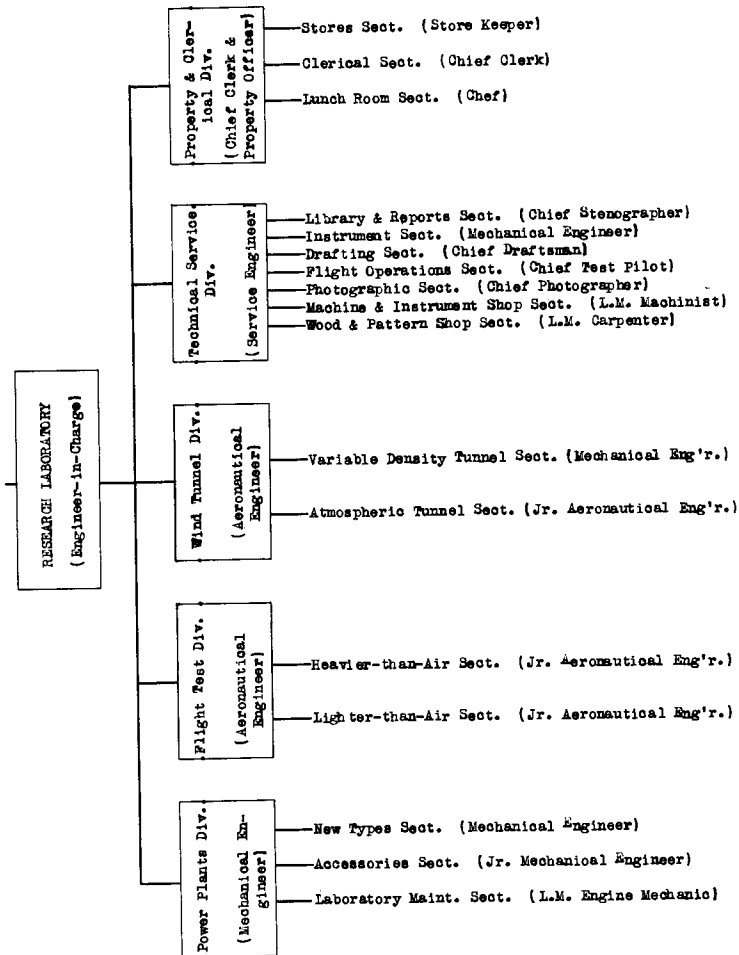 RESEARCH LABORATORY
(Engineer-in-Charge)
Property & Cler-
ical Div.
(Chief Clerk &
Property Officer)
Stores Sect. (Store Keeper)
Clerical Sect. (Chief Clerk)
Lunch Room Sect. (Chef)
Technical Service
Div.
(Service Engineer)
Library & Reports Sect. (Chief Stenographer)
Instrument Sect. (Mechanical Engineer)
Drafting Sect. (Chief Draftsman)
Flight Operations Sect. (Chief Test Pilot)
Photographic Sect. (Chief Photographer)
Machine & Instrument Shop Sect. (L.M. Machinist)
Wood & Pattern Shop Sect. (L.M. Carpenter)
Wind Tunnel Div.
(Aeronautical
Engineer)
Variable Density Tunnel Sect. (Mechanical Eng'r.)
Atmospheric Tunnel Sect. (Jr. Aeronautical Eng'r.)
Flight Test Div.
(Aeronautical
Engineer)
Heavier-than-Air Sect. (Jr. Aeronautical Eng'r.)
Lighter-than-Air Sect. (Jr. Aeronautical Eng'r.)
Power Plants Div.
(Mechanical En-
gineer)
New Types Sect. (Mechanical Engineer)
Accessories Sect. (Jr. Mechanical Engineer)
Laboratory Maint. Sect. (L.M. Engine Mechanic)